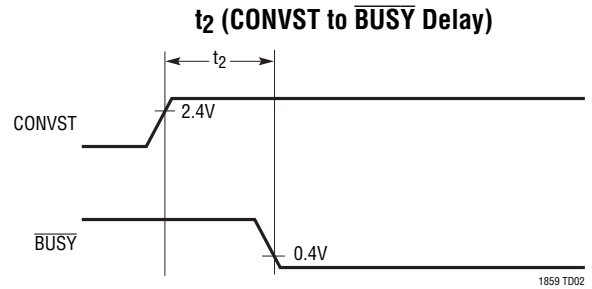 t2 (CONVST to BUSY Delay)
t2
CONVST
2.4V
BUSY
0.4V
1859 TD02